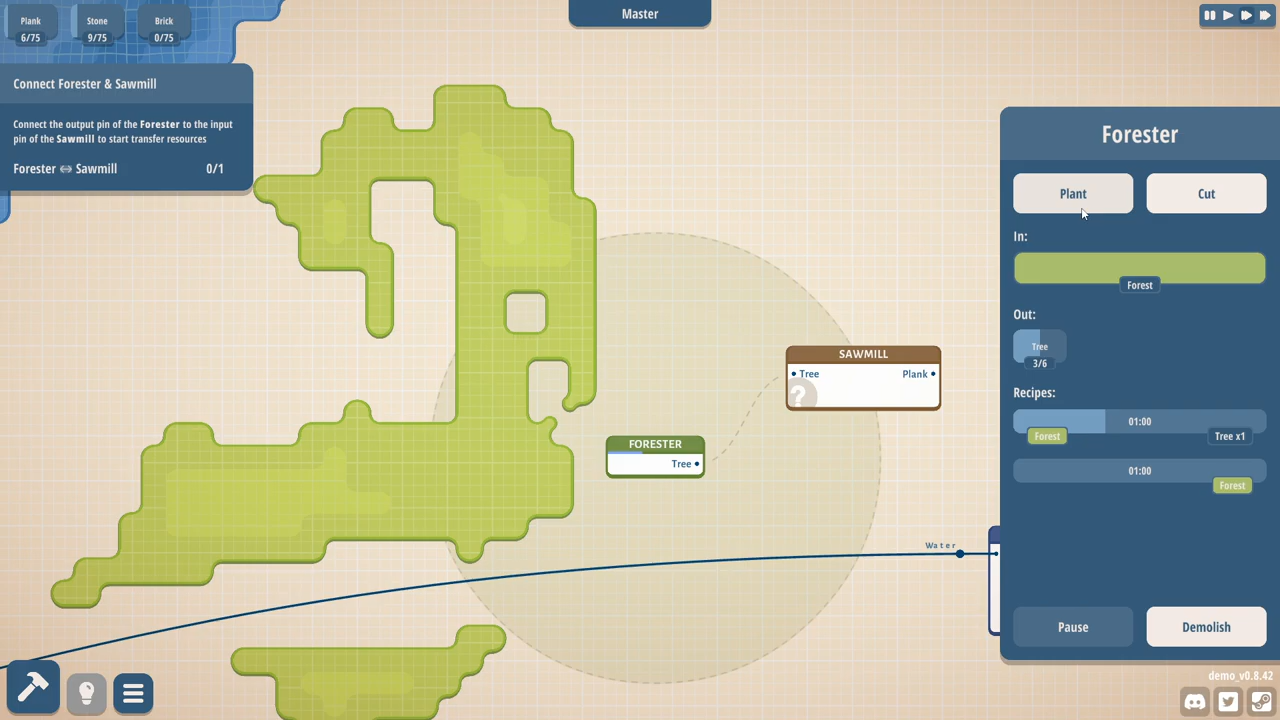 Master
Plank
6/75
Stone
9/75
Brick
0/75
Connect Forester & Sawmill
Connect the output pin of the Forester to the input
pin of the Sawmill to start transfer resources
Forester ⇔ Sawmill 0/1
SAWMILL
Tree Plank
?
FORESTER
Tree
Water
Forester
Plant Cut
In:
Forest
Out:
Tree
3/6
Recipes:
01:00
Forest Tree x1
01:00
Forest
Pause Demolish
demo_v0.8.42